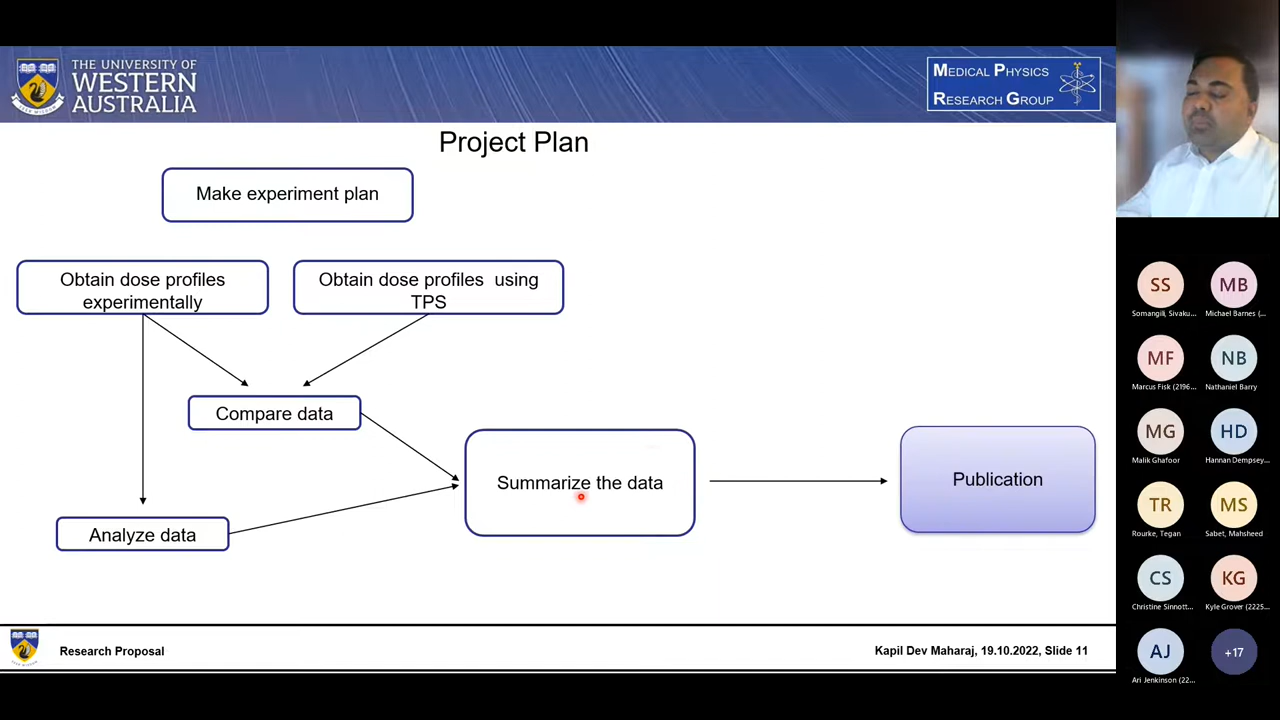 THE UNIVERSITY OF
WESTERN
AUSTRALIA
MEDICAL PHYSICS
RESEARCH GROUP
Project Plan
Make experiment plan
Obtain dose profiles
experimentally
Obtain dose profiles using
TPS
Compare data
Summarize the data
Publication
Analyze data
Research Proposal
Kapil Dev Maharaj, 19.10.2022, Slide 11
SS
MB
Somangili, Sivaku...
Michael Barnes (...
MF
NB
Marcus Fisk (2196...
Nathaniel Barry
MG
HD
Malik Ghafoor
Hannan Dempsey...
TR
MS
Rourke, Tegan
Sabet, Mahsheed
CS
KG
Christine Sinnott...
Kyle Grover (2225...
AJ
+17
Ari Jenkinson (22...